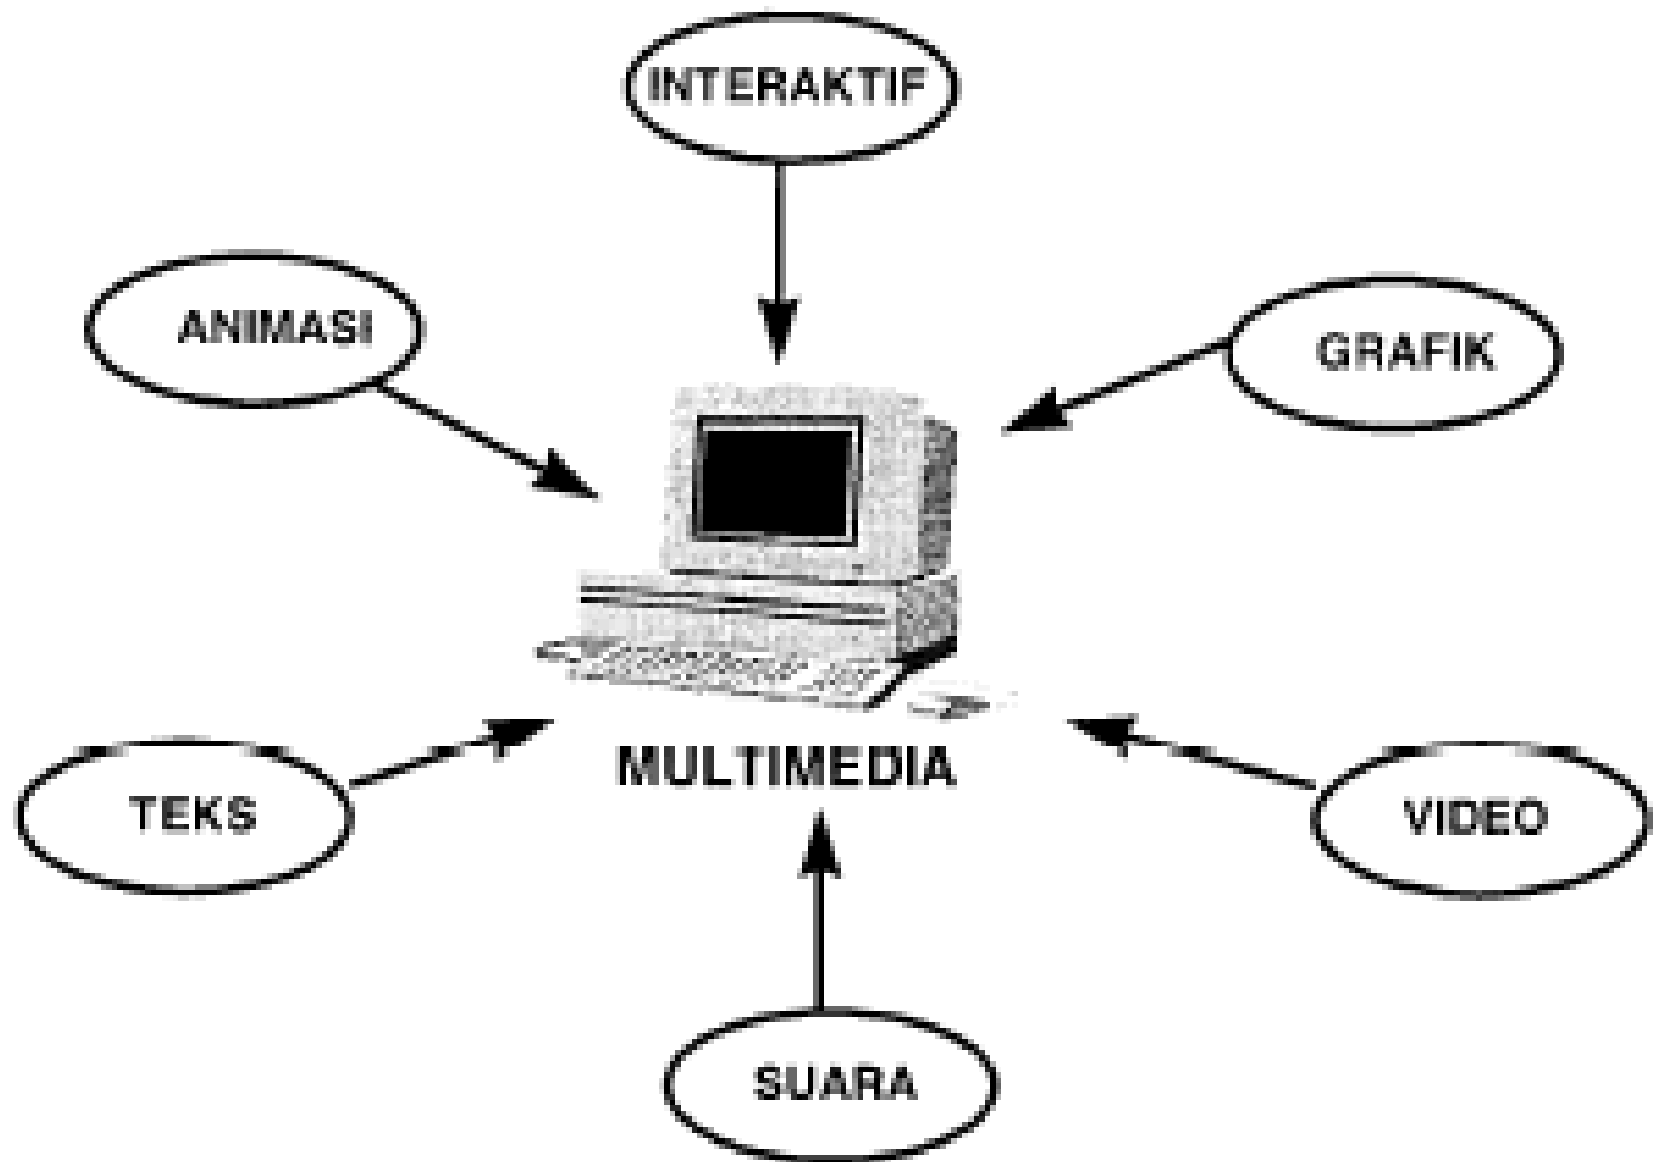 INTERAKTIF
ANIMASI
GRAFIK
MULTIMEDIA
TEKS
VIDEO
SUARA